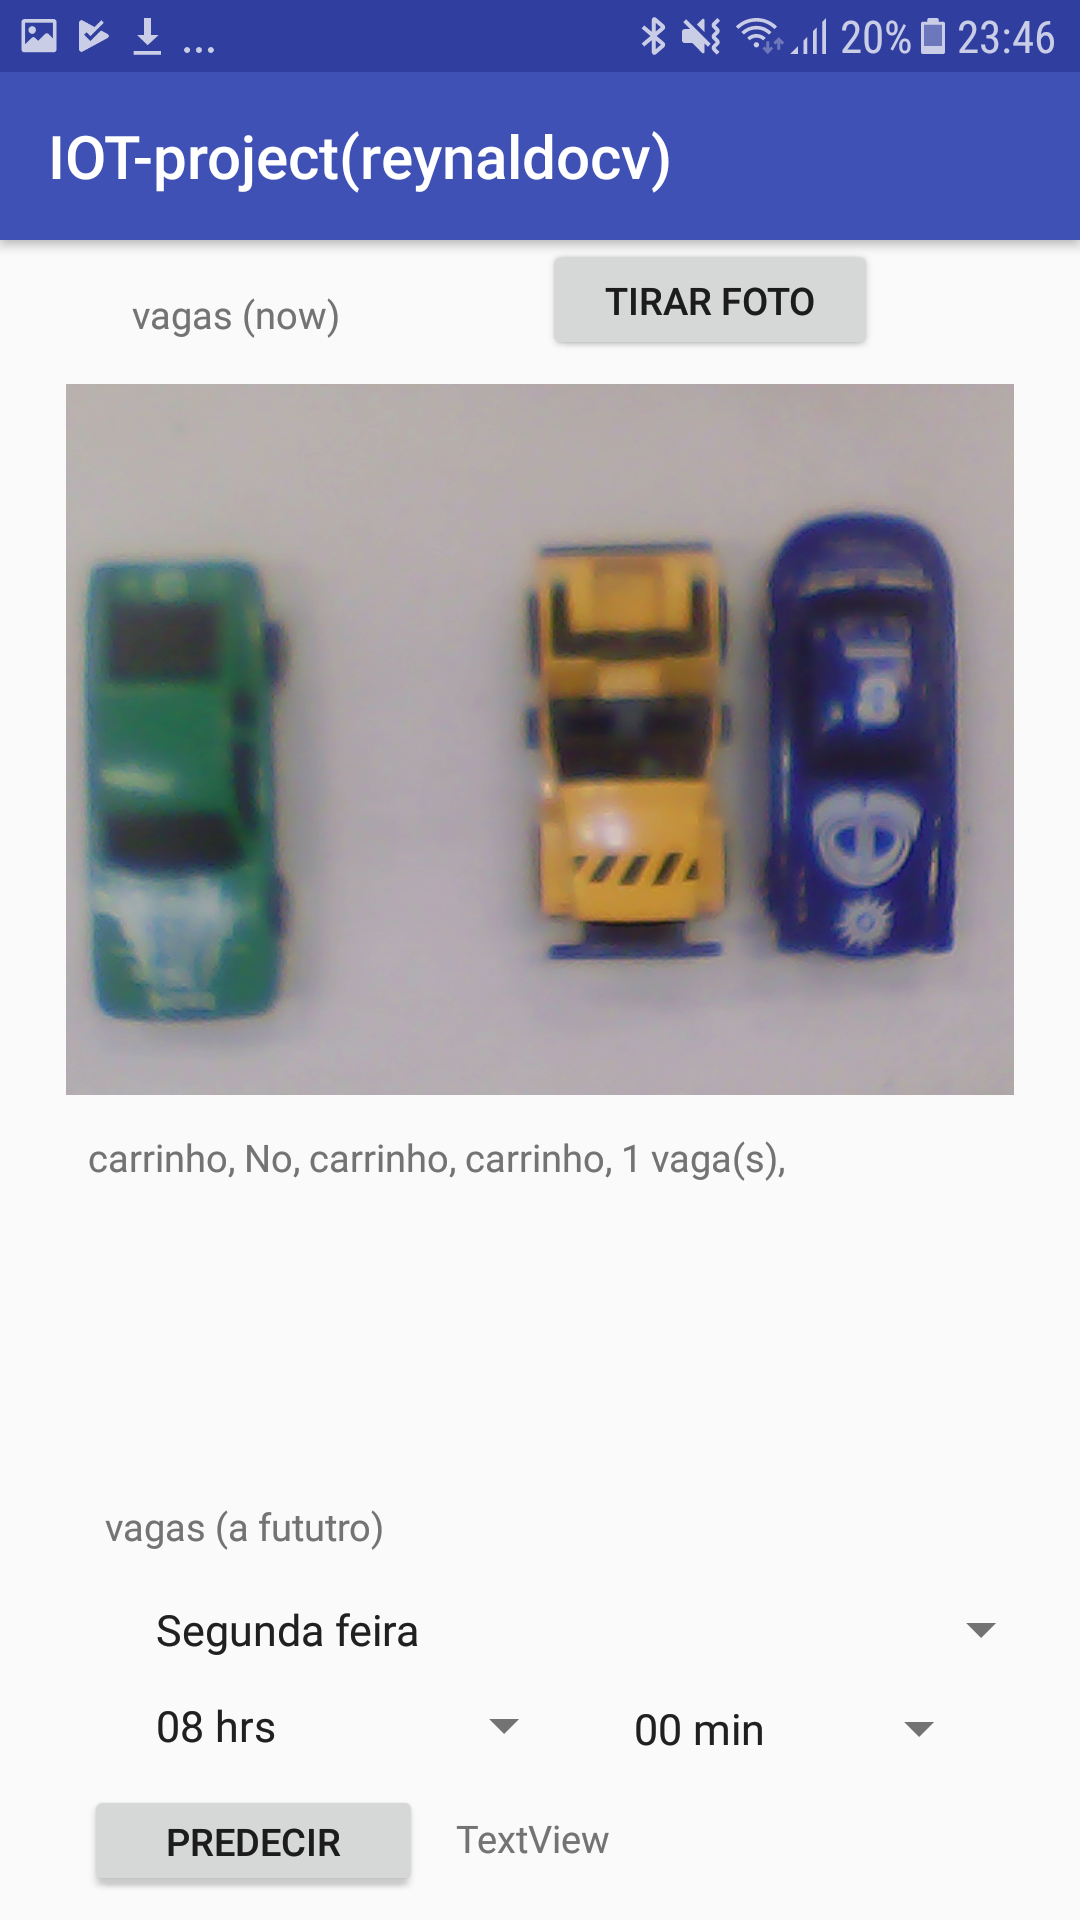 ... 20% 23:46
IOT-project(reynaldocv)
vagas (now) TIRAR FOTO
8
carrinho, No, carrinho, carrinho, 1 vaga(s),
vagas (a fututro)
Segunda feira
08 hrs 00 min
PREDECIR TextView